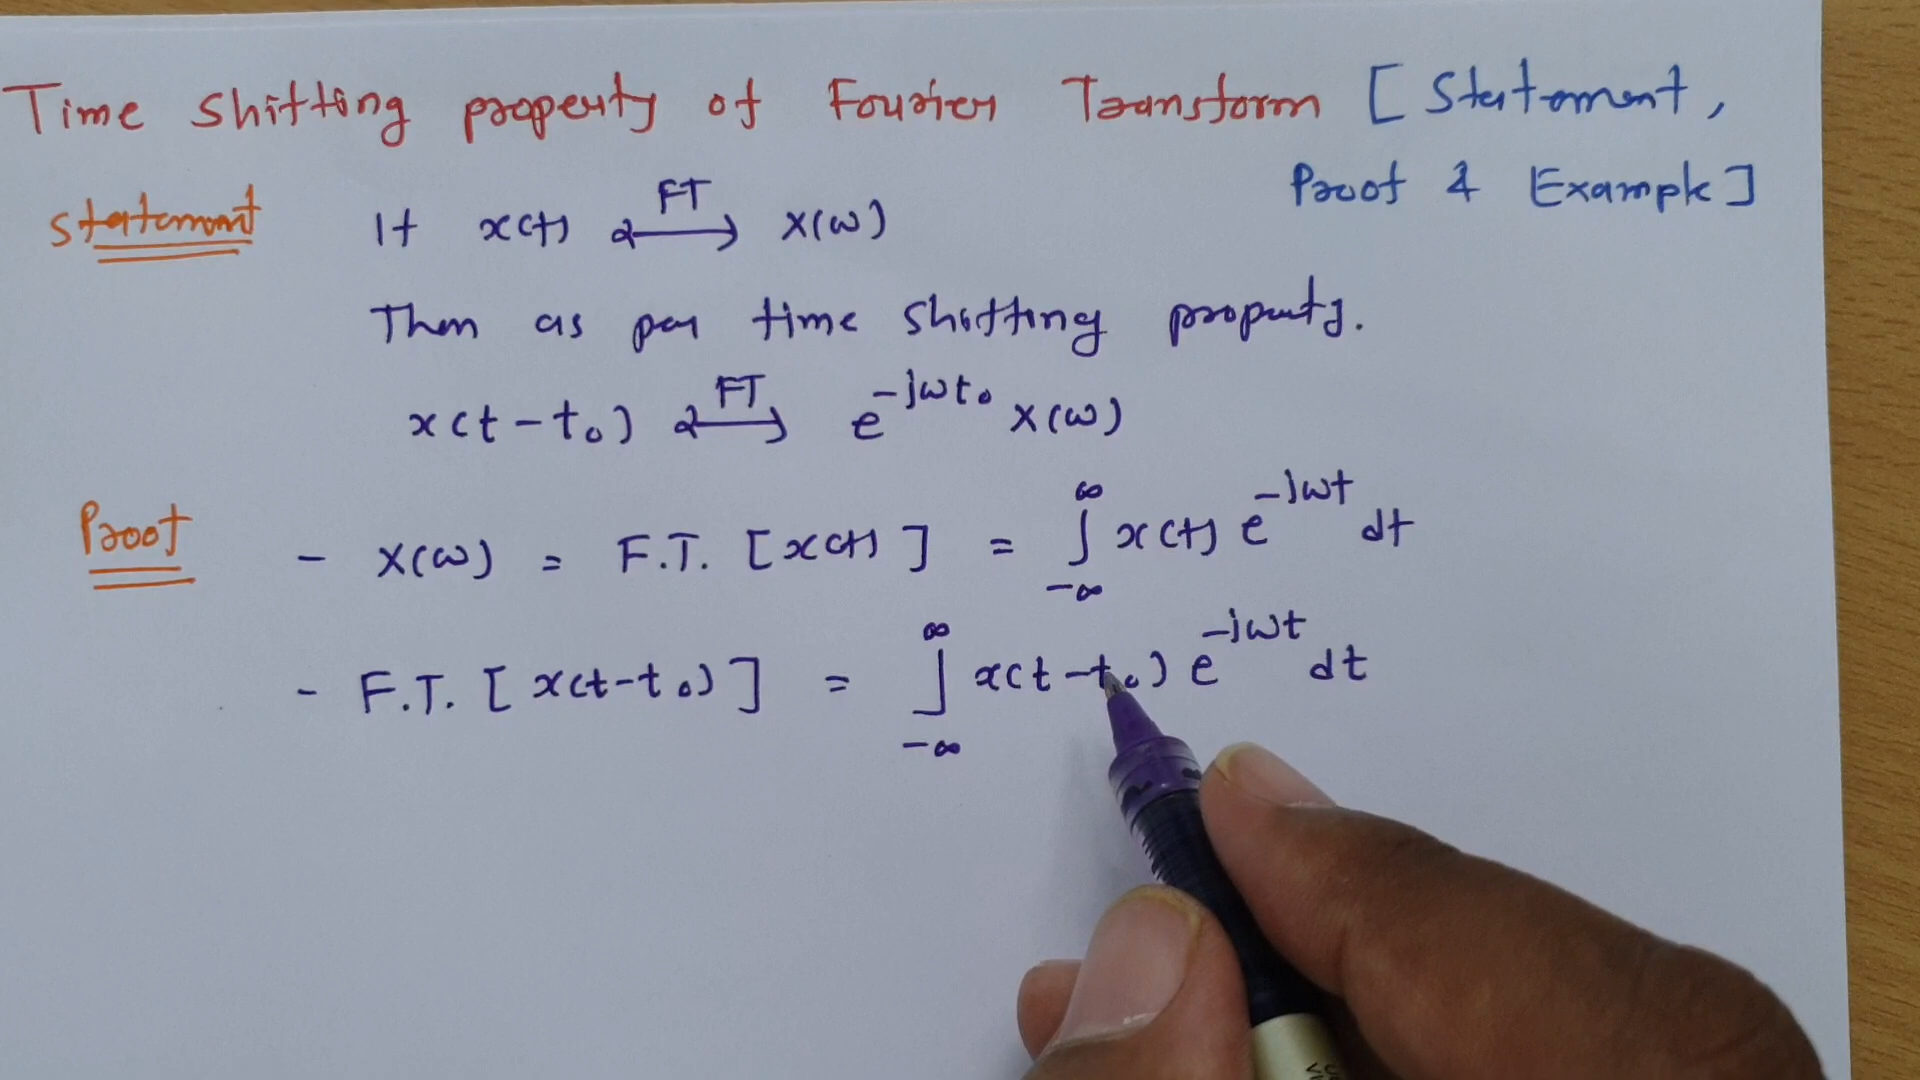 Time Shifting property of Fourier Transform [Statement,
Proof & Example]
Statement If x(t) ⟷FT X(ω)
Then as per time shifting property.
x(t-t₀) ⟷FT e^{-jωt₀} X(ω)
Proof - X(ω) = F.T. [x(t)] = ∫_{-∞}^{∞} x(t) e^{-jωt} dt
- F.T. [x(t-t₀)] = ∫_{-∞}^{∞} x(t-t₀) e^{-jωt} dt